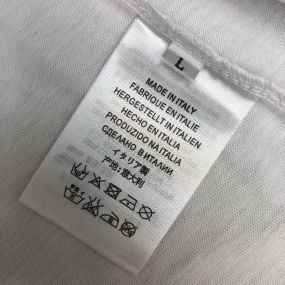 L
MADE IN ITALY
FABRIQUE EN ITALIE
HERGESTELLT IN ITALIEN
HECHO EN ITALIA
PRODUZIDO NA ITALIA
СДЕЛАНО В ИТАЛИИ
イタリア製
产地:意大利